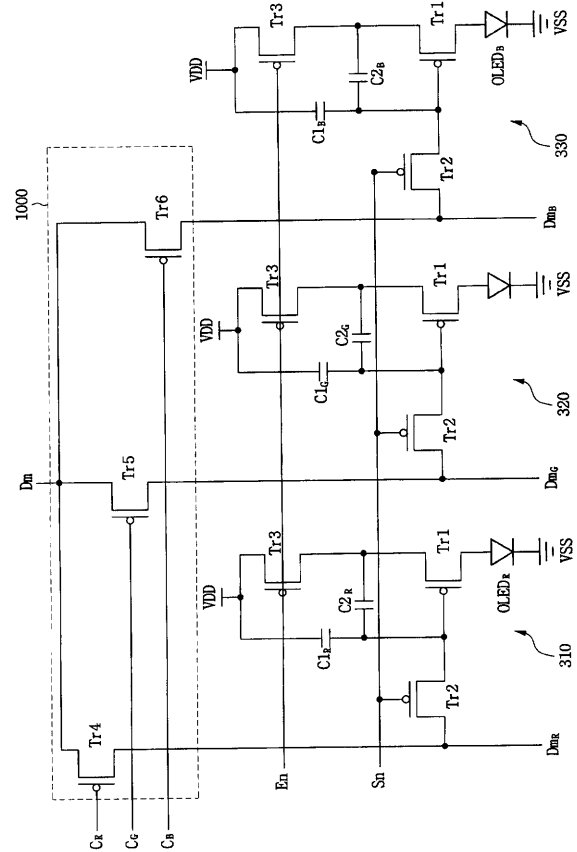 1000
Dm
Tr4
Tr5
Tr6
CR
CG
CB
VDD
VDD
VDD
Tr3
Tr3
Tr3
C1R
C2R
C1G
C2G
C1B
C2B
En
Sn
Tr2
Tr1
Tr2
Tr1
Tr2
Tr1
OLEDR
OLEDB
VSS
VSS
VSS
DmR
DmG
DmB
310
320
330